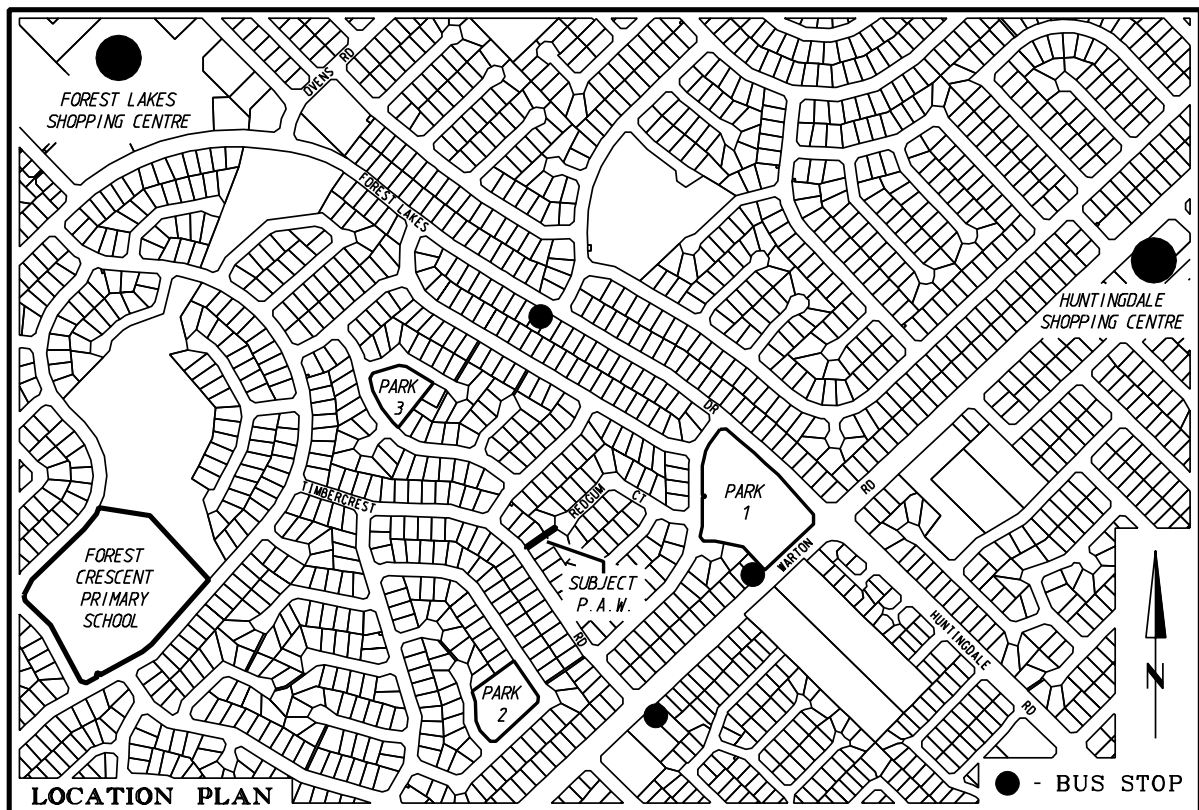 OVENS RD
FOREST LAKES
SHOPPING CENTRE
FOREST LAKES
HUNTINGDALE
SHOPPING CENTRE
PARK
3
DR
TIMBERCREST
REDGUM CT
PARK
1
RD
WARTON
FOREST
CRESCENT
PRIMARY
SCHOOL
SUBJECT
P.A.W.
RD
HUNTINGDALE
RD
PARK
2
N
LOCATION PLAN
- BUS STOP